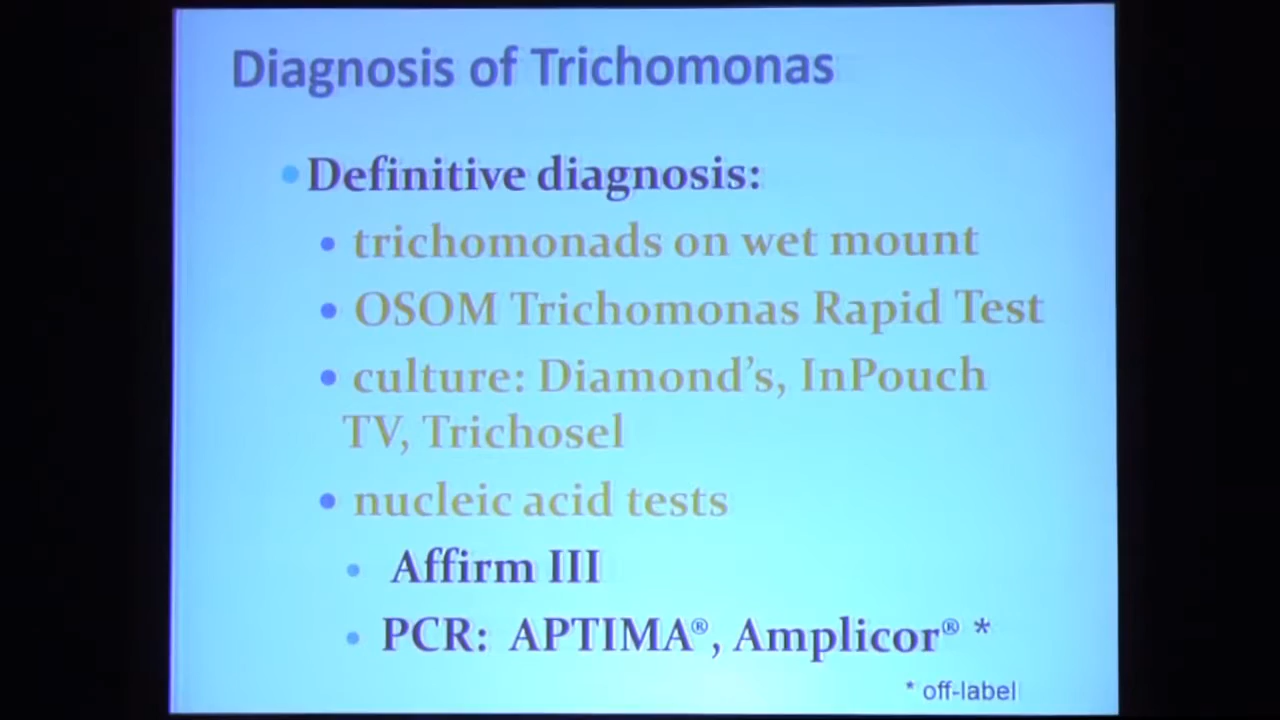 Diagnosis of Trichomonas
• Definitive diagnosis:
• trichomonads on wet mount
• OSOM Trichomonas Rapid Test
• culture: Diamond's, InPouch
TV, Trichosel
• nucleic acid tests
• Affirm III
• PCR: APTIMA®, Amplicor® *
* off-label